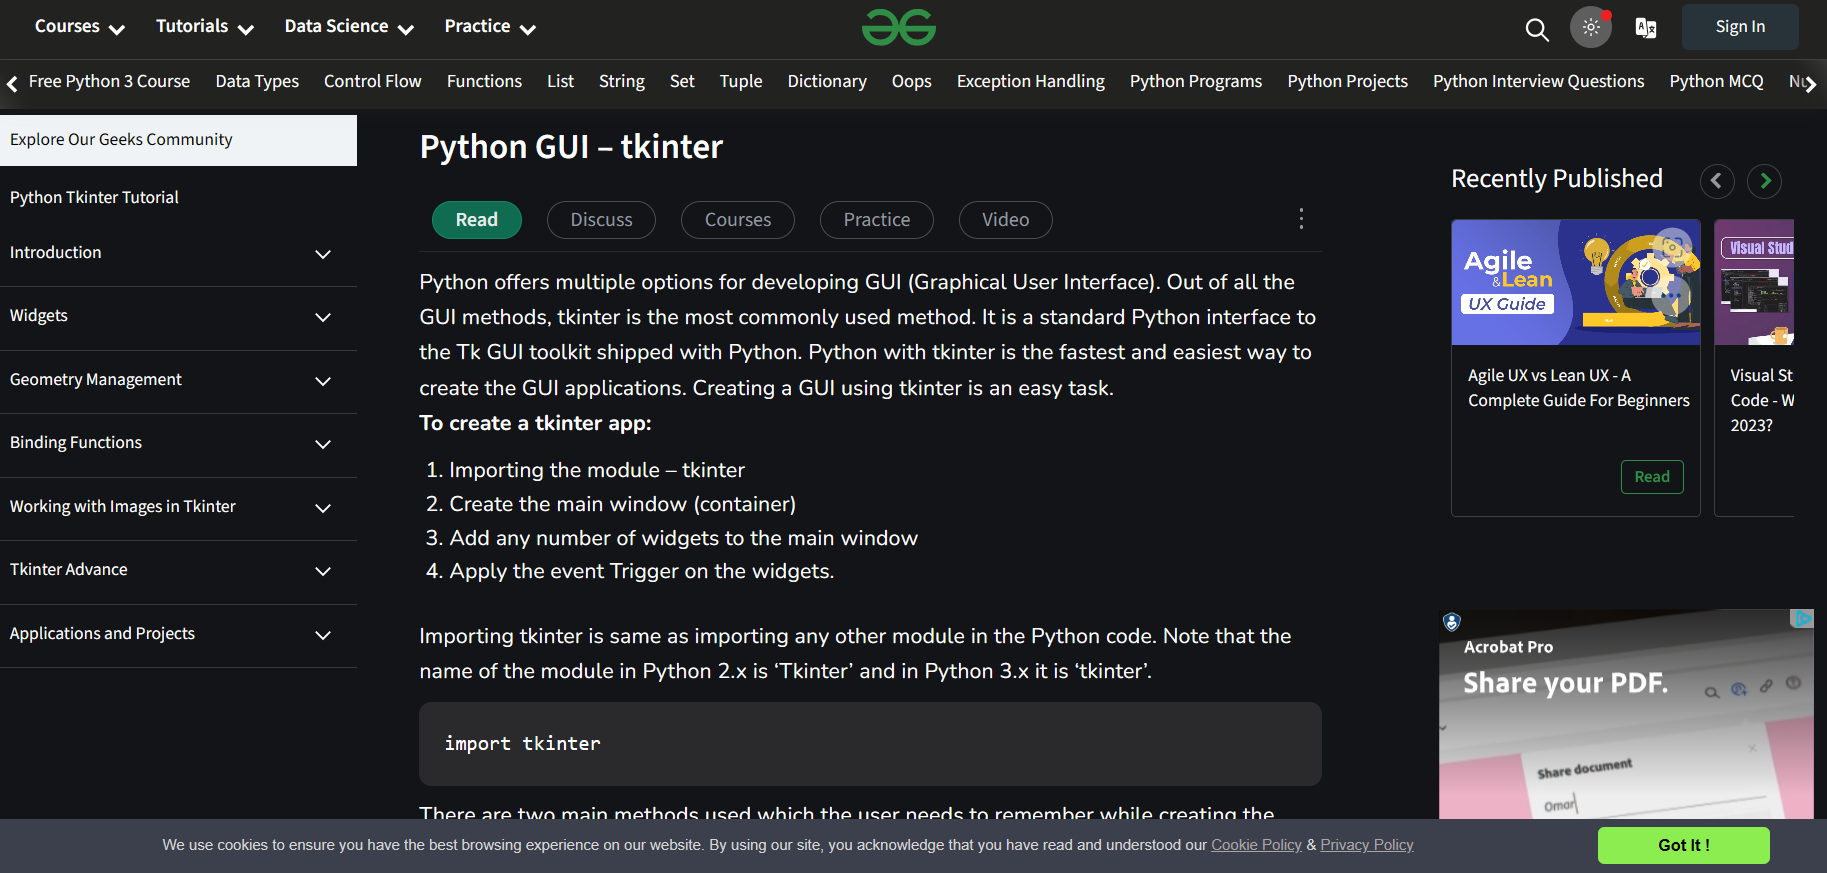 Courses
Tutorials
Data Science
Practice
Sign In
Free Python 3 Course
Data Types
Control Flow
Functions
List
String
Set
Tuple
Dictionary
Oops
Exception Handling
Python Programs
Python Projects
Python Interview Questions
Python MCQ
Explore Our Geeks Community
Python Tkinter Tutorial
Introduction
Widgets
Geometry Management
Binding Functions
Working with Images in Tkinter
Tkinter Advance
Applications and Projects
Python GUI – tkinter
Read
Discuss
Courses
Practice
Video
Python offers multiple options for developing GUI (Graphical User Interface). Out of all the
GUI methods, tkinter is the most commonly used method. It is a standard Python interface to
the Tk GUI toolkit shipped with Python. Python with tkinter is the fastest and easiest way to
create the GUI applications. Creating a GUI using tkinter is an easy task.
To create a tkinter app:
1. Importing the module – tkinter
2. Create the main window (container)
3. Add any number of widgets to the main window
4. Apply the event Trigger on the widgets.
Importing tkinter is same as importing any other module in the Python code. Note that the
name of the module in Python 2.x is ‘Tkinter’ and in Python 3.x it is ‘tkinter’.
import tkinter
There are two main methods used which the user needs to remember while creating the
Recently Published
Agile
&Lean
UX Guide
Agile UX vs Lean UX - A
Complete Guide For Beginners
Read
Visual Stud
Visual St
Code - W
2023?
Acrobat Pro
Share your PDF.
Share document
Omar
We use cookies to ensure you have the best browsing experience on our website. By using our site, you acknowledge that you have read and understood our Cookie Policy & Privacy Policy
Got It !